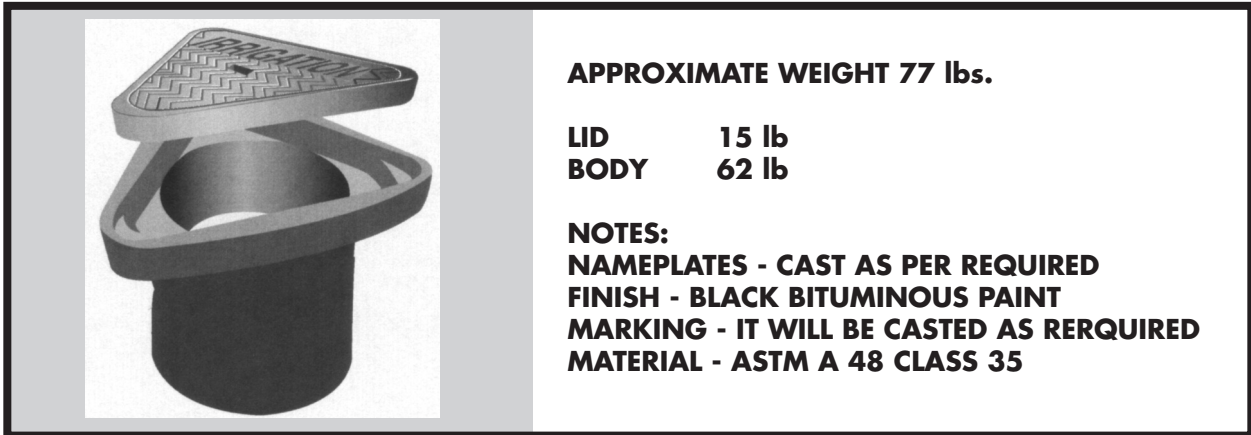 IRRIGATION
APPROXIMATE WEIGHT 77 lbs.
LID 15 lb
BODY 62 lb
NOTES:
NAMEPLATES - CAST AS PER REQUIRED
FINISH - BLACK BITUMINOUS PAINT
MARKING - IT WILL BE CASTED AS RERQUIRED
MATERIAL - ASTM A 48 CLASS 35